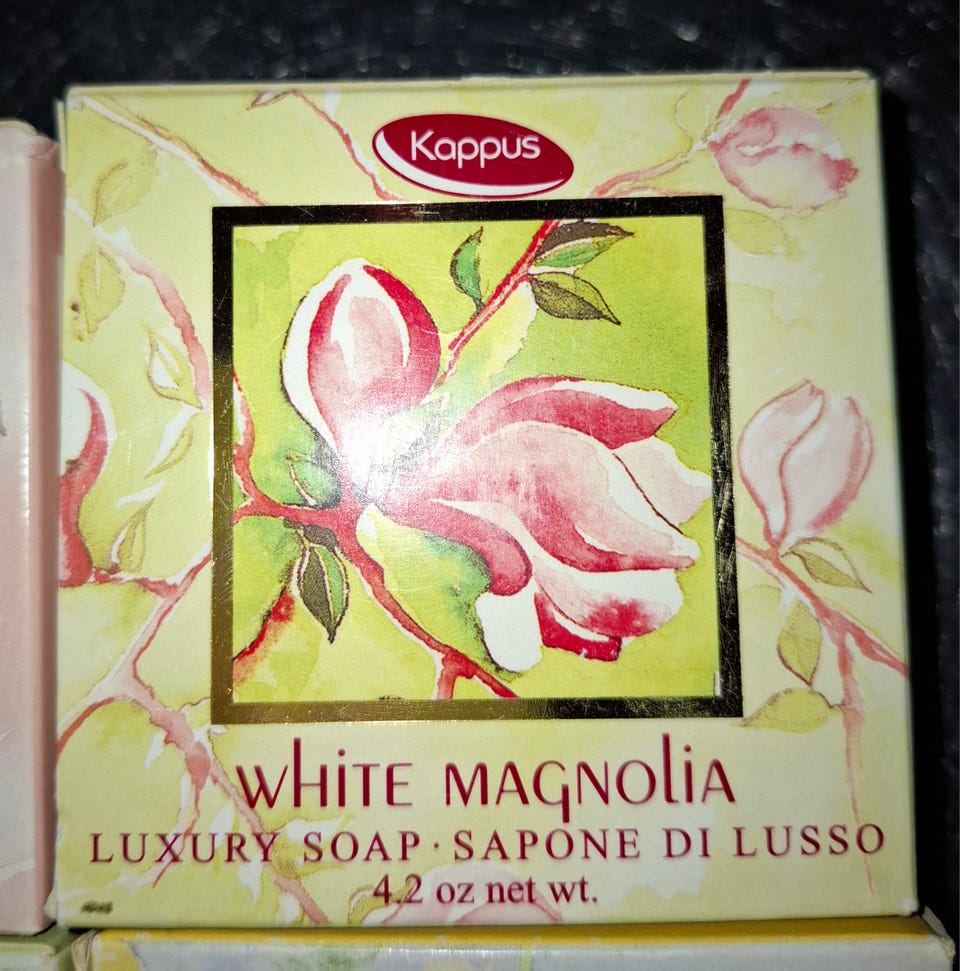 Kappus
WHITE MAGNOLIA
LUXURY SOAP · SAPONE DI LUSSO
4.2 oz net wt.